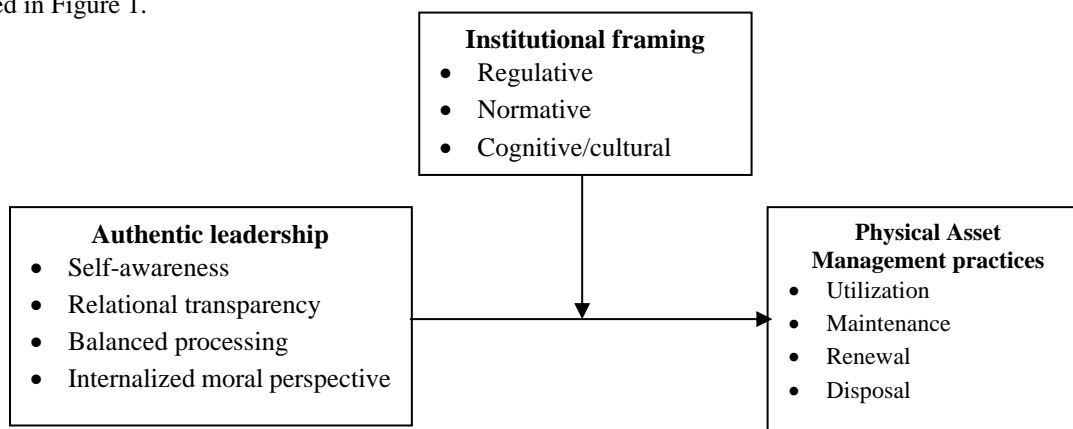 ed in Figure 1.
Institutional framing
• Regulative
• Normative
• Cognitive/cultural
Authentic leadership
• Self-awareness
• Relational transparency
• Balanced processing
• Internalized moral perspective
Physical Asset
Management practices
• Utilization
• Maintenance
• Renewal
• Disposal